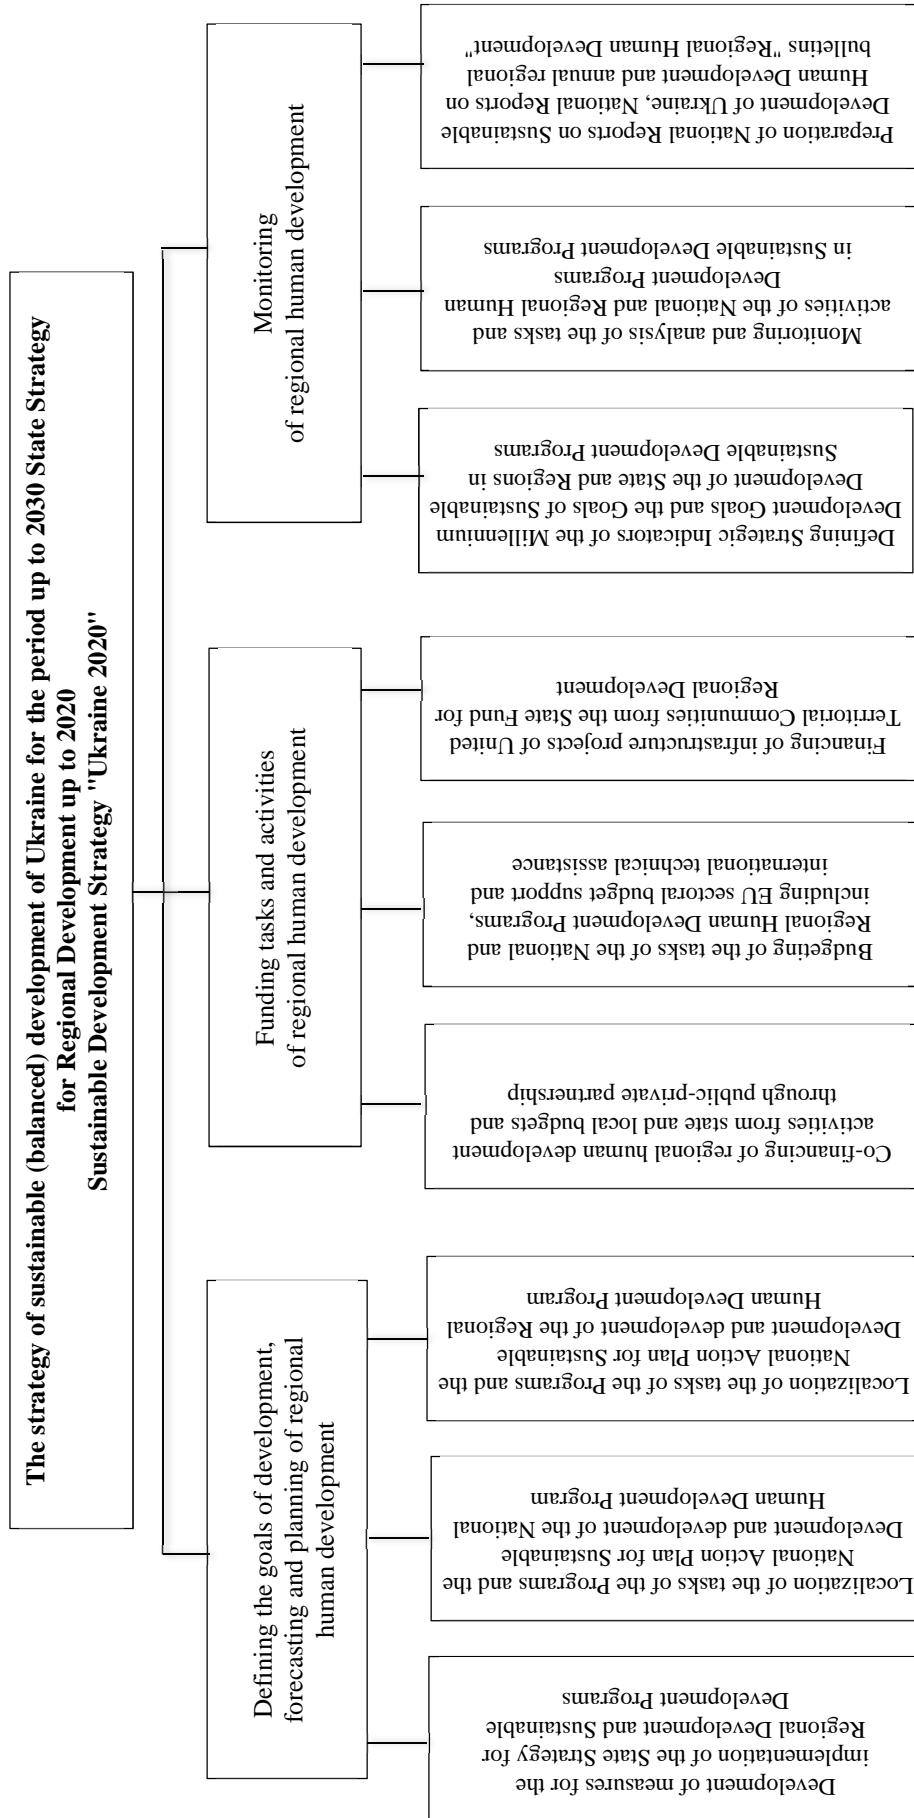 The strategy of sustainable (balanced) development of Ukraine for the period up to 2030 State Strategy
for Regional Development up to 2020
Sustainable Development Strategy "Ukraine 2020"
Defining the goals of development,
forecasting and planning of regional
human development
Funding tasks and activities
of regional human development
Monitoring
of regional human development
Development of measures for the
implementation of the State Strategy for
Regional Development and Sustainable
Development Programs
Localization of the tasks of the Programs and the
National Action Plan for Sustainable
Development and development of the National
Human Development Program
Localization of the tasks of the Programs and the
National Action Plan for Sustainable
Development and development of the Regional
Human Development Program
Co-financing of regional human development
activities from state and local budgets and
through public-private partnership
Budgeting of the tasks of the National and
Regional Human Development Programs,
including EU sectoral budget support and
international technical assistance
Financing of infrastructure projects of United
Territorial Communities from the State Fund for
Regional Development
Defining Strategic Indicators of the Millennium
Development Goals and the Goals of Sustainable
Development of the State and Regions in
Sustainable Development Programs
Monitoring and analysis of the tasks and
activities of the National and Regional Human
Development Programs
in Sustainable Development Programs
Preparation of National Reports on Sustainable
Development of Ukraine, National Reports on
Human Development and annual regional
bulletins "Regional Human Development"